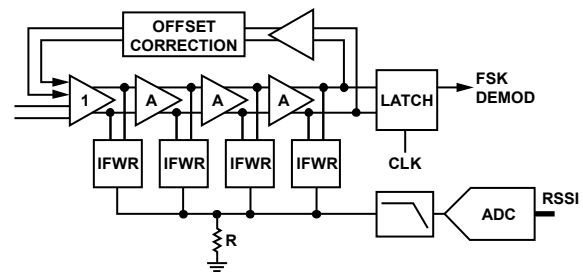 OFFSET
CORRECTION
1
A
A
A
LATCH
FSK
DEMOD
IFWR
IFWR
IFWR
IFWR
CLK
R
ADC
RSSI